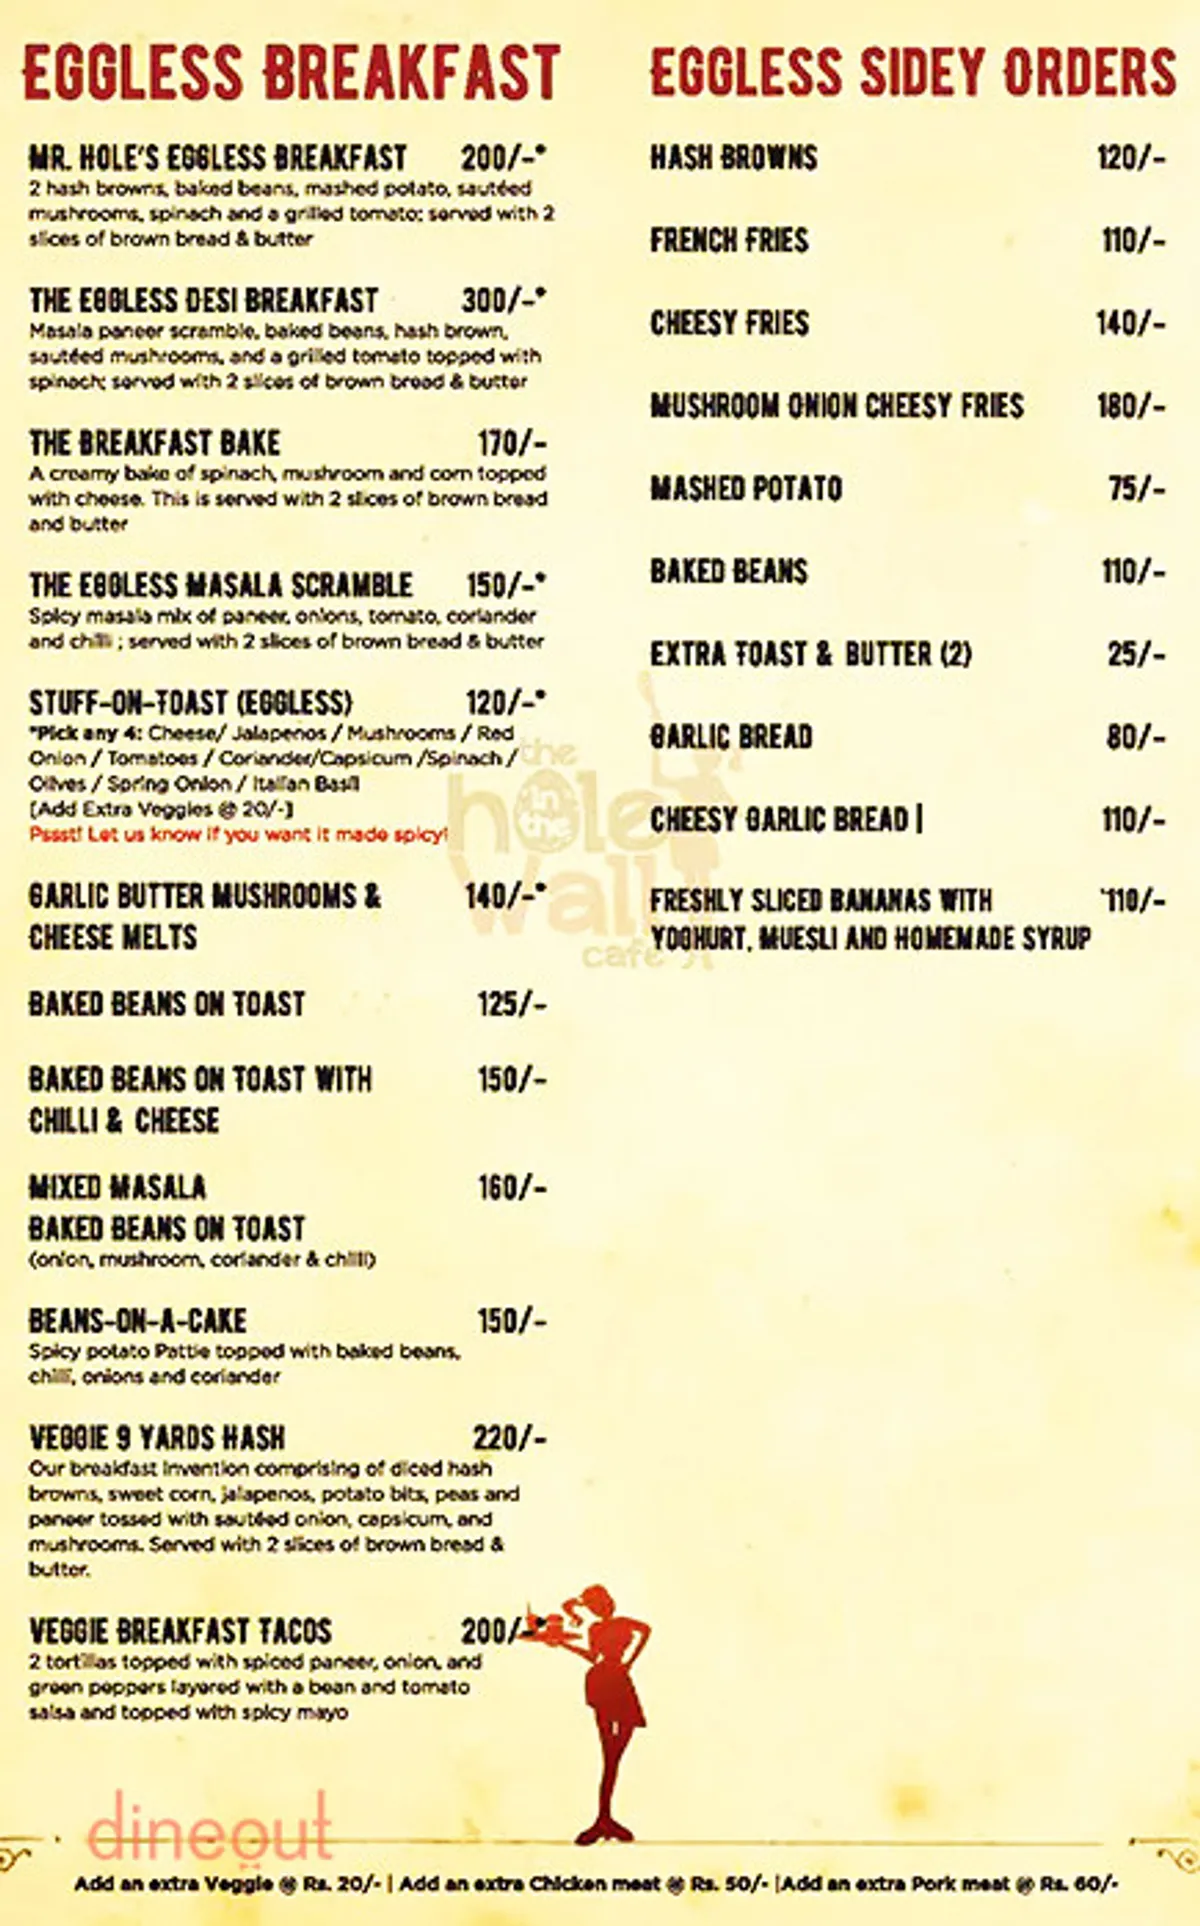 EGGLESS BREAKFAST
MR. HOLE'S EGGLESS BREAKFAST 200/-*
2 hash browns, baked beans, mashed potato, sautéed
mushrooms, spinach and a grilled tomato; served with 2
slices of brown bread & butter
THE EGGLESS DESI BREAKFAST 300/-*
Masala paneer scramble, baked beans, hash brown,
sautéed mushrooms, and a grilled tomato topped with
spinach; served with 2 slices of brown bread & butter
THE BREAKFAST BAKE 170/-
A creamy bake of spinach, mushroom and corn topped
with cheese. This is served with 2 slices of brown bread
and butter
THE EGGLESS MASALA SCRAMBLE 150/-*
Spicy masala mix of paneer, onions, tomato, coriander
and chilli ; served with 2 slices of brown bread & butter
STUFF-ON-TOAST (EGGLESS) 120/-*
*Pick any 4: Cheese/ Jalapenos / Mushrooms / Red
Onion / Tomatoes / Coriander/Capsicum /Spinach /
Olives / Spring Onion / Italian Basil
[Add Extra Veggies @ 20/-]
Pssst! Let us know if you want it made spicy!
GARLIC BUTTER MUSHROOMS & 140/-*
CHEESE MELTS
BAKED BEANS ON TOAST 125/-
BAKED BEANS ON TOAST WITH 150/-
CHILLI & CHEESE
MIXED MASALA 160/-
BAKED BEANS ON TOAST
(onion, mushroom, coriander & chilli)
BEANS-ON-A-CAKE 150/-
Spicy potato Pattie topped with baked beans,
chilli, onions and coriander
VEGGIE 9 YARDS HASH 220/-
Our breakfast invention comprising of diced hash
browns, sweet corn, jalapenos, potato bits, peas and
paneer tossed with sautéed onion, capsicum, and
mushrooms. Served with 2 slices of brown bread &
butter.
VEGGIE BREAKFAST TACOS 200/-*
2 tortillas topped with spiced paneer, onion, and
green peppers layered with a bean and tomato
salsa and topped with spicy mayo
EGGLESS SIDEY ORDERS
HASH BROWNS 120/-
FRENCH FRIES 110/-
CHEESY FRIES 140/-
MUSHROOM ONION CHEESY FRIES 180/-
MASHED POTATO 75/-
BAKED BEANS 110/-
EXTRA TOAST & BUTTER (2) 25/-
GARLIC BREAD 80/-
CHEESY GARLIC BREAD | 110/-
FRESHLY SLICED BANANAS WITH *110/-
YOGHURT, MUESLI AND HOMEMADE SYRUP
the
hole
in
the
wall
cafe
dineout
Add an extra Veggie @ Rs. 20/- | Add an extra Chicken meat @ Rs. 50/- |Add an extra Pork meat @ Rs. 60/-